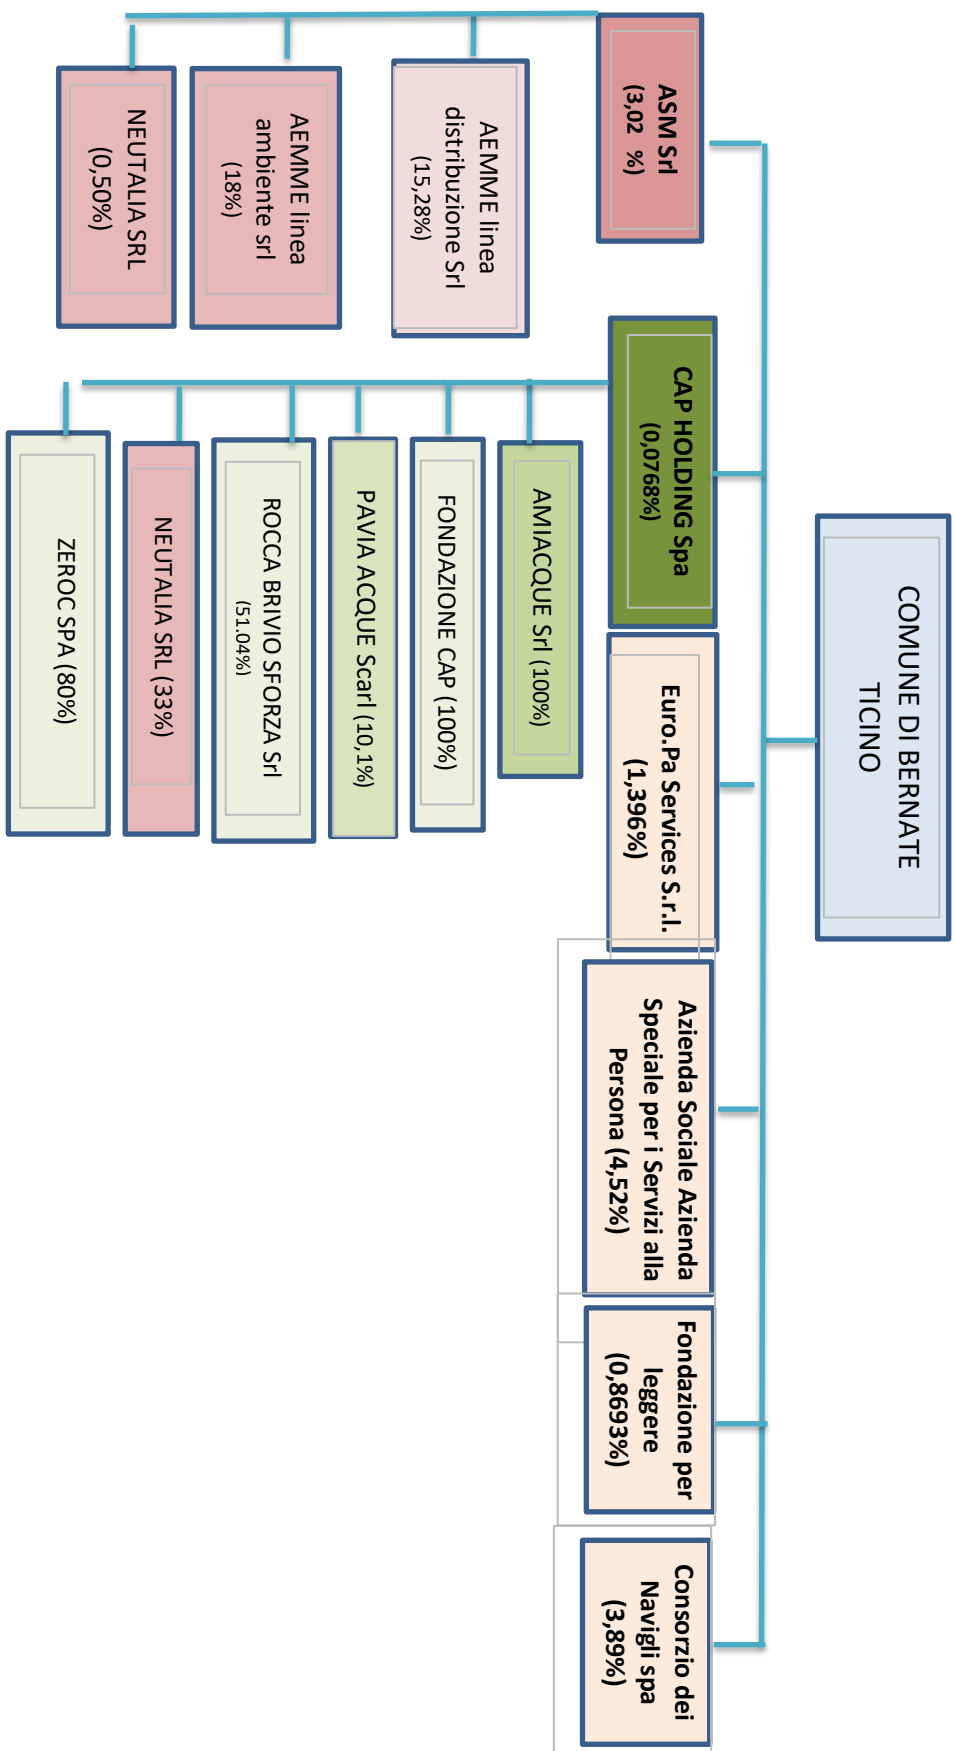 COMUNE DI BERNATE
TICINO
ASM Srl
(3,02 %)
CAP HOLDING Spa
(0,0768%)
Euro.Pa Services S.r.l.
(1,396%)
Azienda Sociale Azienda
Speciale per i Servizi alla
Persona (4,52%)
Fondazione per
leggere
(0,8693%)
Consorzio dei
Navigli spa
(3,89%)
AEMME linea
distribuzione Srl
(15,28%)
AEMME linea
ambiente srl
(18%)
NEUTALIA SRL
(0,50%)
AMIACQUE Srl (100%)
FONDAZIONE CAP (100%)
PAVIA ACQUE Scarl (10,1%)
ROCCA BRIVIO SFORZA Srl
(51.04%)
NEUTALIA SRL (33%)
ZEROC SPA (80%)